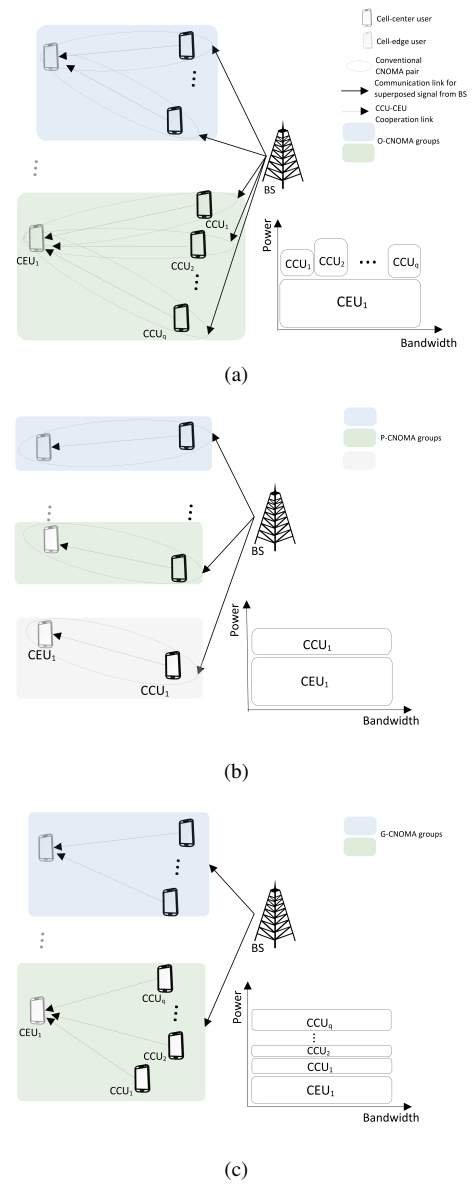 Cell-center user
Cell-edge user
Conventional
CNOMA pair
Communication link for
superposed signal from BS
CCU-CEU
Cooperation link
O-CNOMA groups
BS
CCU1
CEU1
CCU2
CCUq
Power
CCU1 CCU2 CCUq
CEU1
Bandwidth
(a)
P-CNOMA groups
BS
CEU1
CCU1
Power
CCU1
CEU1
Bandwidth
(b)
G-CNOMA groups
BS
CCUq
CEU1
CCU2
CCU1
Power
CCUq
CCU2
CCU1
CEU1
Bandwidth
(c)